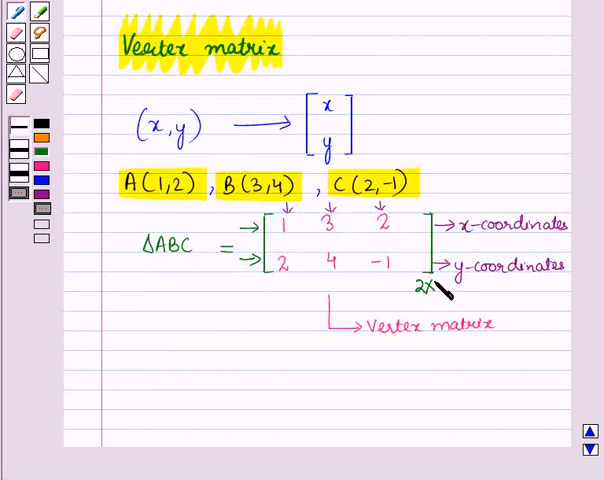 Vertex matrix
(x,y) → [x
y]
A(1,2), B(3,4), C(2,-1)
ΔABC = [1 3 2 → x-coordinates
2 4 -1] → y-coordinates
2X
→ Vertex matrix